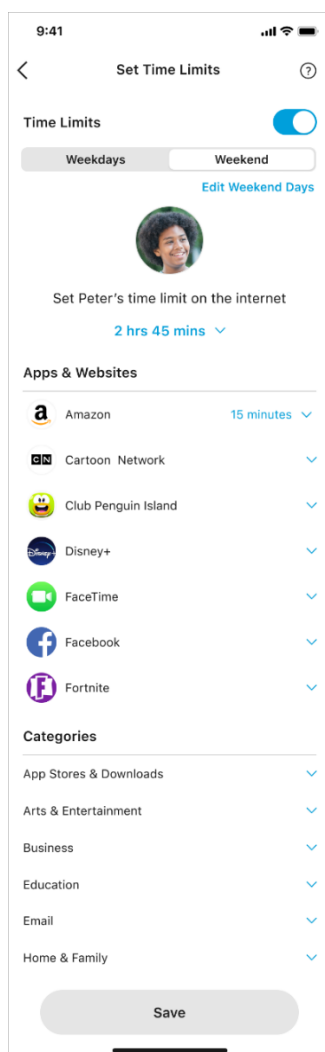 9:41
Set Time Limits
?
Time Limits
Weekdays Weekend
Edit Weekend Days
Set Peter's time limit on the internet
2 hrs 45 mins
Apps & Websites
a Amazon 15 minutes
CN Cartoon Network
Club Penguin Island
Disney+ Disney+
FaceTime
f Facebook
F Fortnite
Categories
App Stores & Downloads
Arts & Entertainment
Business
Education
Email
Home & Family
Save